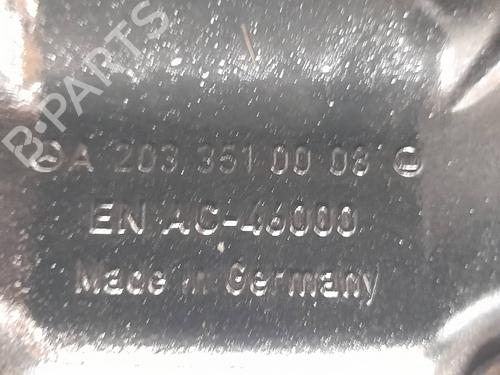 B-PARTS
A 203 351 00 08
EN AC-46000
Made in Germany